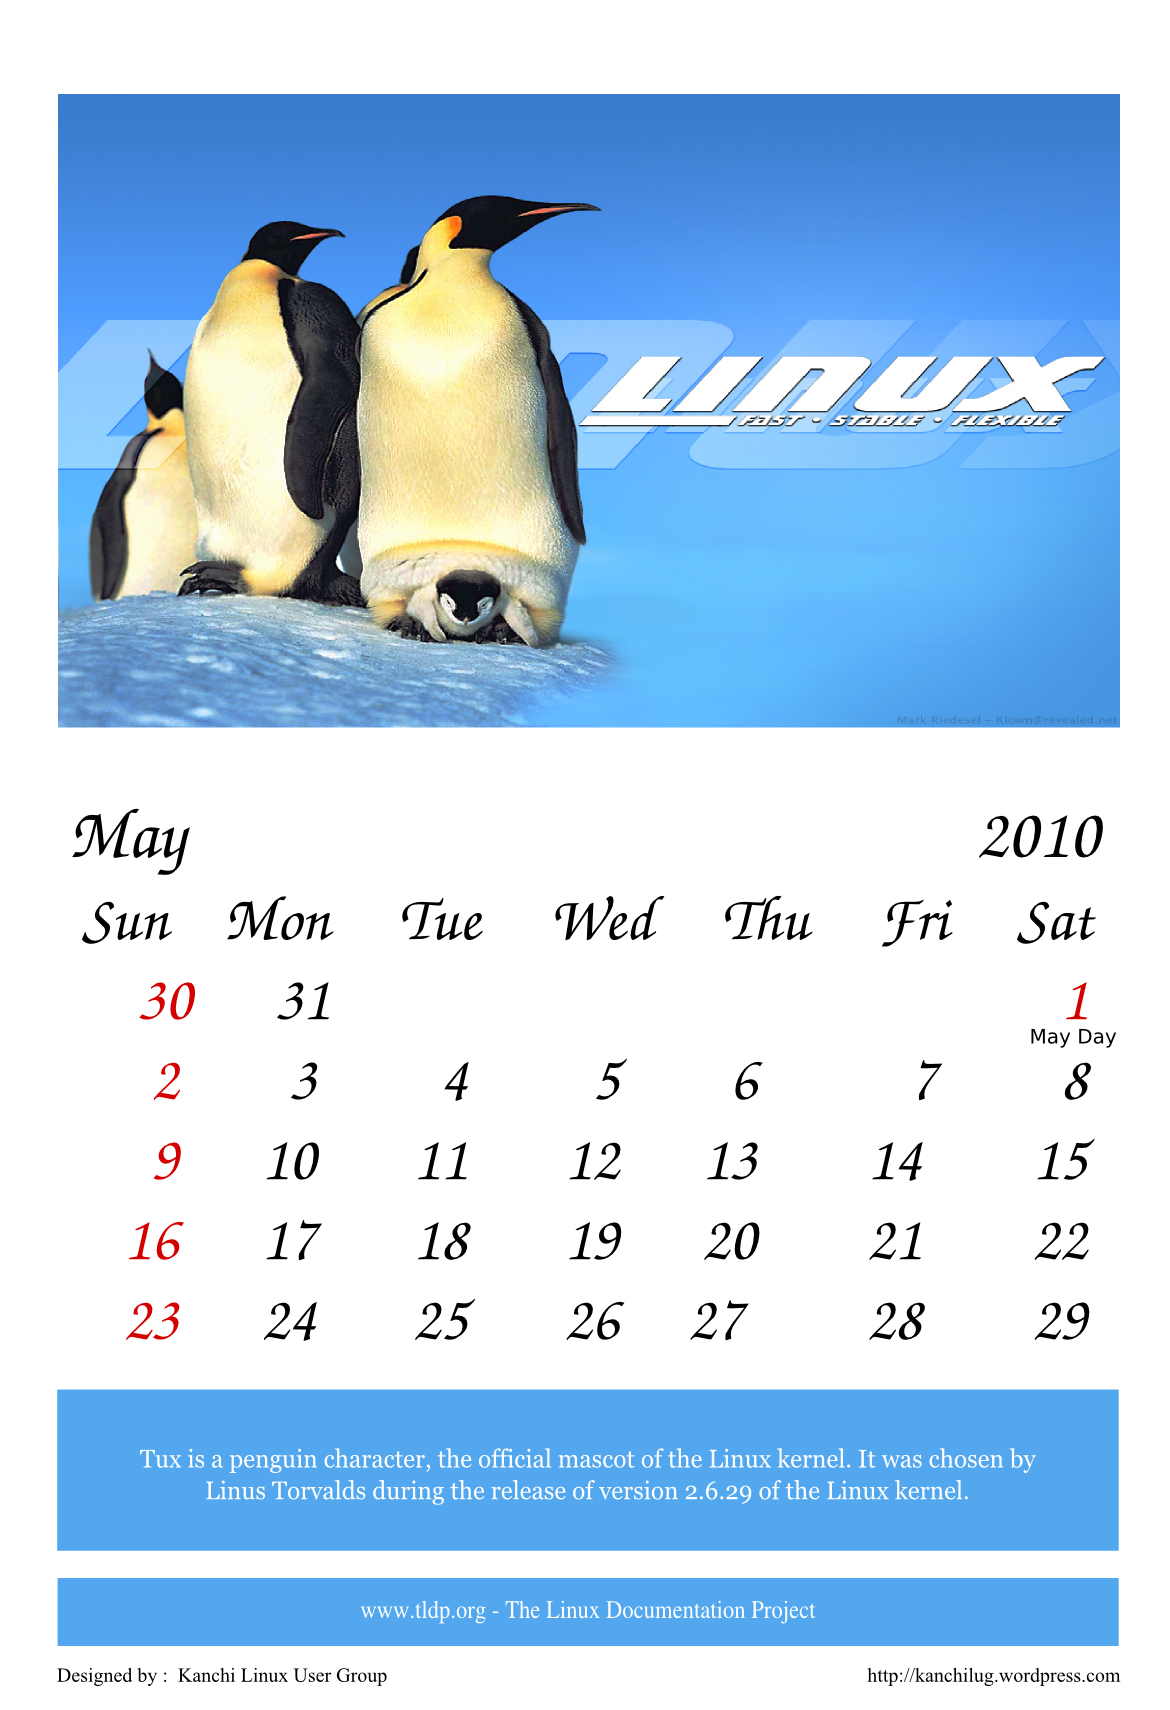 LINUX
LINUX
FAST • STABLE • FLEXIBLE
Mark Riedesel - Klown@revealed.net
May 2010
Sun Mon Tue Wed Thu Fri Sat
30 31 1
May Day
2 3 4 5 6 7 8
9 10 11 12 13 14 15
16 17 18 19 20 21 22
23 24 25 26 27 28 29
Tux is a penguin character, the official mascot of the Linux kernel. It was chosen by
Linus Torvalds during the release of version 2.6.29 of the Linux kernel.
www.tldp.org - The Linux Documentation Project
Designed by : Kanchi Linux User Group http://kanchilug.wordpress.com